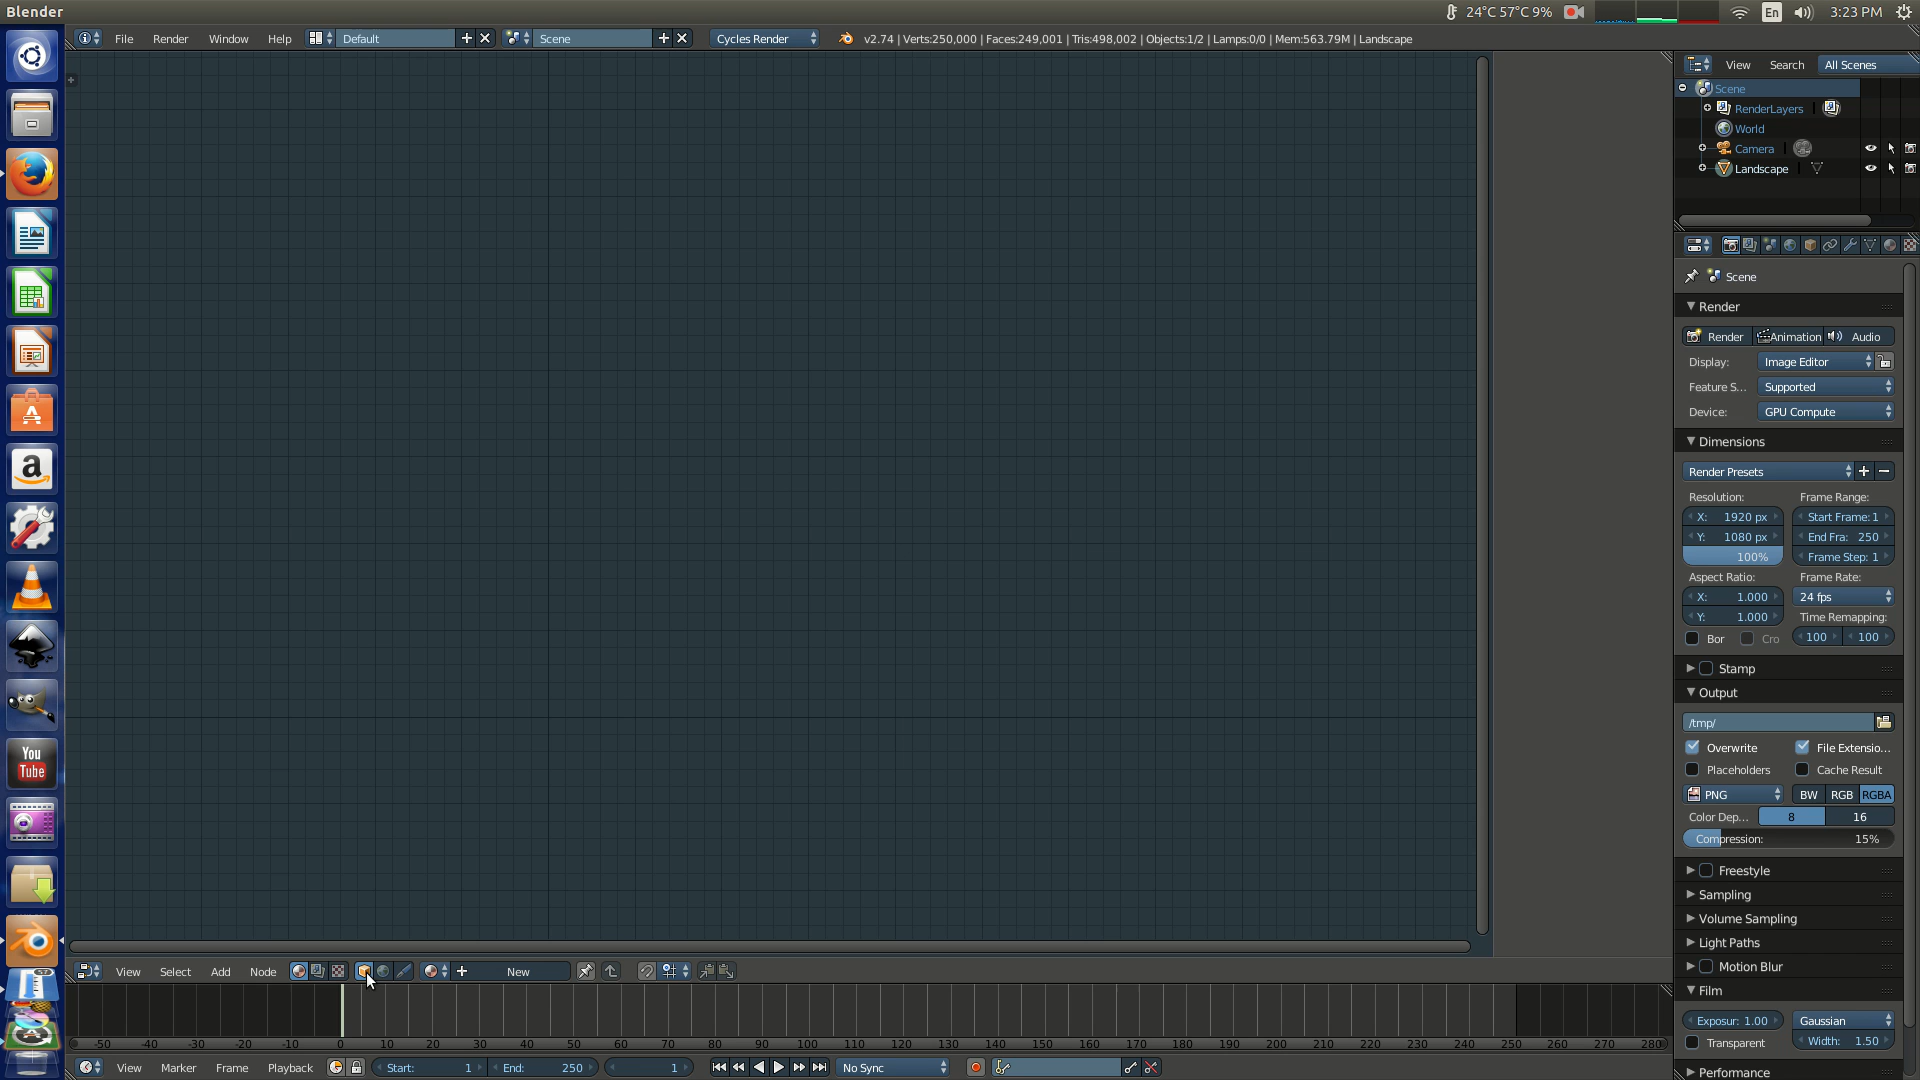 Blender
24°C 57°C 9%
En
3:23 PM
File Render Window Help
Default
Scene
Cycles Render
v2.74 | Verts:250,000 | Faces:249,001 | Tris:498,002 | Objects:1/2 | Lamps:0/0 | Mem:563.79M | Landscape
View Search All Scenes
Scene
RenderLayers
World
Camera
Landscape
Scene
Render
Render Animation Audio
Display: Image Editor
Feature S... Supported
Device: GPU Compute
Dimensions
Render Presets
Resolution: Frame Range:
X: 1920 px Start Frame: 1
Y: 1080 px End Fra: 250
100% Frame Step: 1
Aspect Ratio: Frame Rate:
X: 1.000 24 fps
Y: 1.000 Time Remapping:
Bor Cro 100 100
Stamp
Output
/tmp/
Overwrite File Extensio...
Placeholders Cache Result
PNG BW RGB RGBA
Color Dep... 8 16
Compression: 15%
Freestyle
Sampling
Volume Sampling
Light Paths
Motion Blur
Film
Exposur: 1.00 Gaussian
Transparent Width: 1.50
Performance
a
You
Tube
View Select Add Node
New
-50 -40 -30 -20 -10 0 10 20 30 40 50 60 70 80 90 100 110 120 130 140 150 160 170 180 190 200 210 220 230 240 250 260 270 280
View Marker Frame Playback
Start: 1 End: 250 1
No Sync